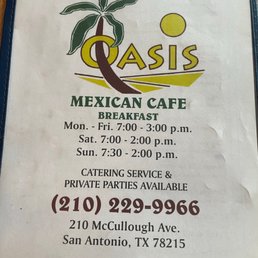 OASIS
MEXICAN CAFE
BREAKFAST
Mon. - Fri. 7:00 - 3:00 p.m.
Sat. 7:00 - 2:00 p.m.
Sun. 7:30 - 2:00 p.m.
CATERING SERVICE &
PRIVATE PARTIES AVAILABLE
(210) 229-9966
210 McCullough Ave.
San Antonio, TX 78215